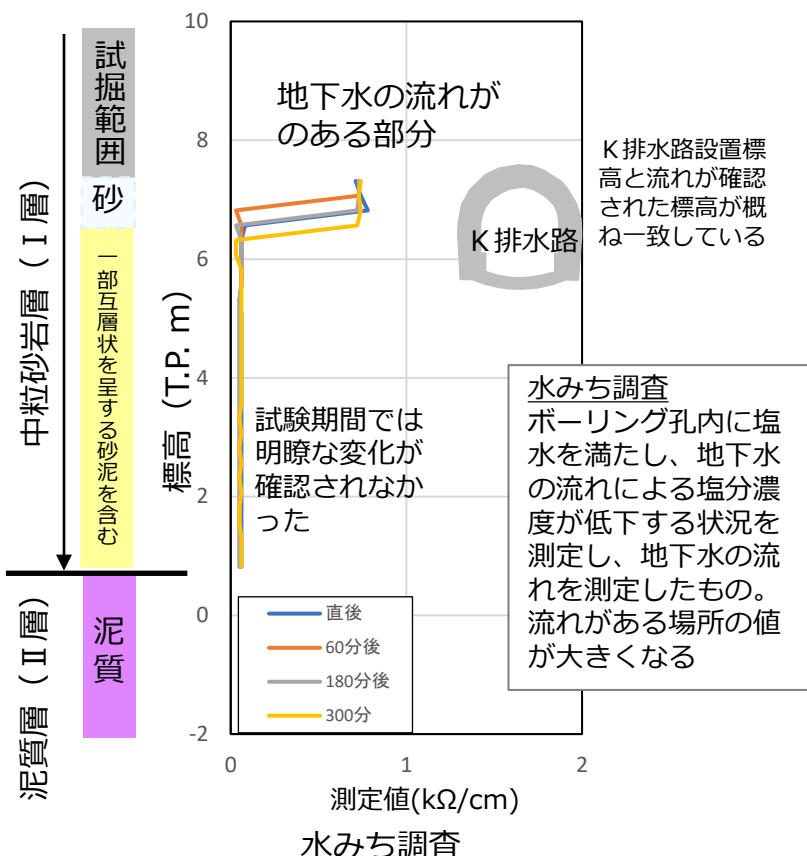 中粒砂岩層（Ⅰ層）
泥質層（Ⅱ層）
試掘範囲
砂
一部互層状を呈する砂泥を含む
泥質
標高（T.P. m）
10
8
6
4
2
0
-2
地下水の流れが
のある部分
K排水路
K排水路設置標
高と流れが確認
された標高が概
ね一致している
試験期間では
明瞭な変化が
確認されなか
った
水みち調査
ボーリング孔内に塩
水を満たし、地下水
の流れによる塩分濃
度が低下する状況を
測定し、地下水の流
れを測定したもの。
流れがある場所の値
が大きくなる
直後
60分後
180分後
300分
0
1
2
測定値(kΩ/cm)
水みち調査